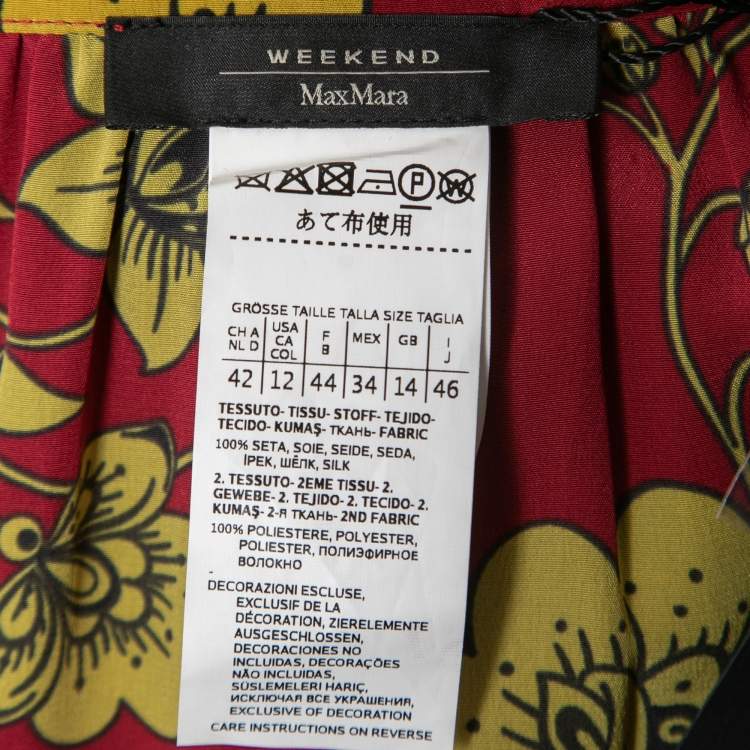 WEEKEND
MaxMara
P
W
あて布使用
GRÖSSE TAILLE TALLA SIZE TAGLIA
CH A NL D USA CA COL F B MEX GB I J
42 12 44 34 14 46
TESSUTO- TISSU- STOFF- TEJIDO-
TECIDO- KUMAŞ- ТКАНЬ- FABRIC
100% SETA, SOIE, SEIDE, SEDA,
İPEK, ШЁЛК, SILK
2. TESSUTO- 2EME TISSU- 2.
GEWEBE- 2. TEJIDO- 2. TECIDO- 2.
KUMAŞ- 2-Я ТКАНЬ- 2ND FABRIC
100% POLIESTERE, POLYESTER,
POLIESTER, ПОЛИЭФИРНОЕ
ВОЛОКНО
DECORAZIONI ESCLUSE,
EXCLUSIF DE LA
DÉCORATION, ZIERELEMENTE
AUSGESCHLOSSEN,
DECORACIONES NO
INCLUIDAS, DECORAÇÕES
NÃO INCLUIDAS,
SÜSLEMELERI HARIÇ,
ИСКЛЮЧАЯ ВСЕ УКРАШЕНИЯ,
EXCLUSIVE OF DECORATION
CARE INSTRUCTIONS ON REVERSE